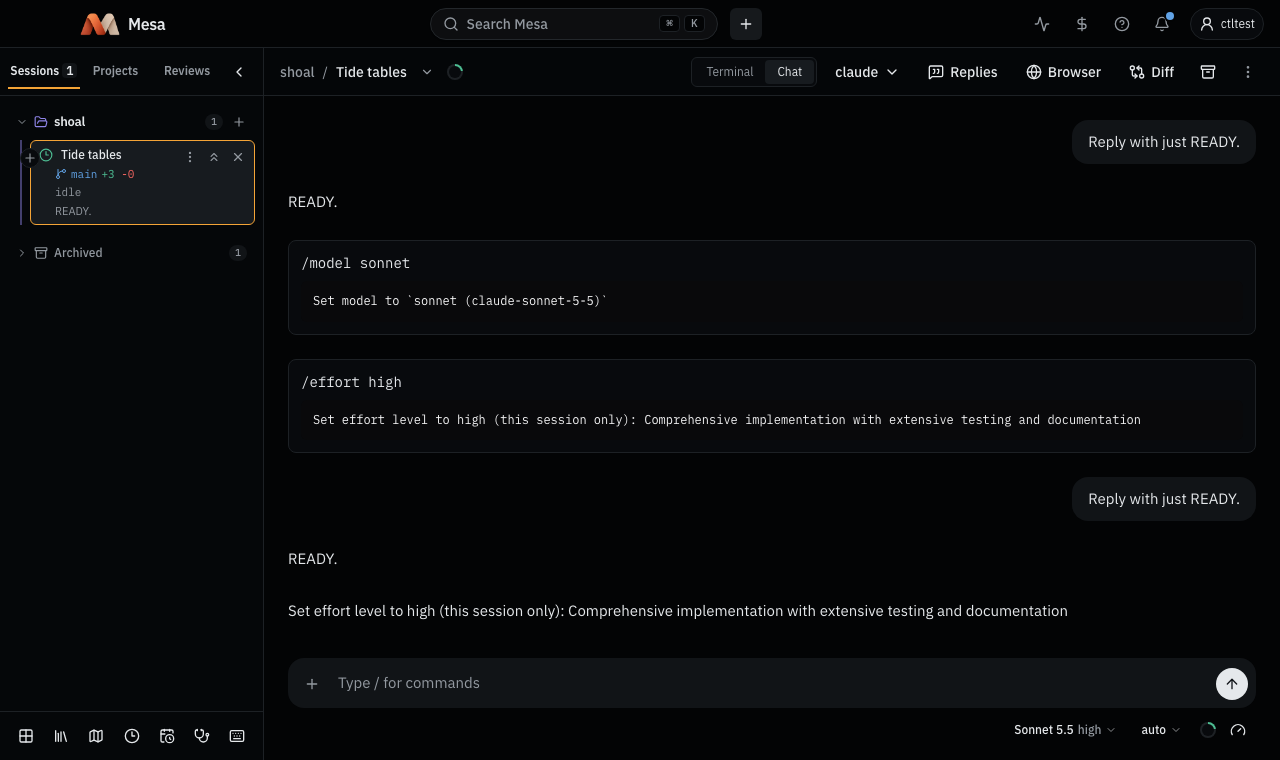 Mesa
Search Mesa ⌘ K
ctltest
Sessions 1 Projects Reviews
shoal / Tide tables
Terminal Chat claude Replies Browser Diff
shoal 1
Tide tables
main +3 -0
idle
READY.
Archived 1
Reply with just READY.
READY.
/model sonnet
Set model to `sonnet (claude-sonnet-5-5)`
/effort high
Set effort level to high (this session only): Comprehensive implementation with extensive testing and documentation
Reply with just READY.
READY.
Set effort level to high (this session only): Comprehensive implementation with extensive testing and documentation
Type / for commands
Sonnet 5.5 high auto